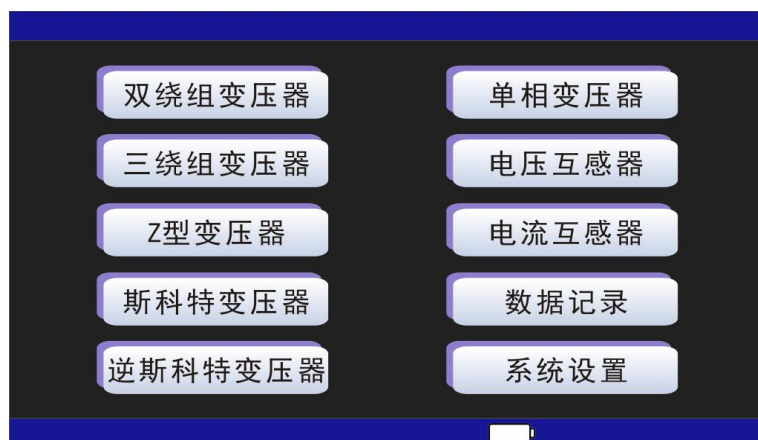 双绕组变压器
单相变压器
三绕组变压器
电压互感器
Z型变压器
电流互感器
斯科特变压器
数据记录
逆斯科特变压器
系统设置